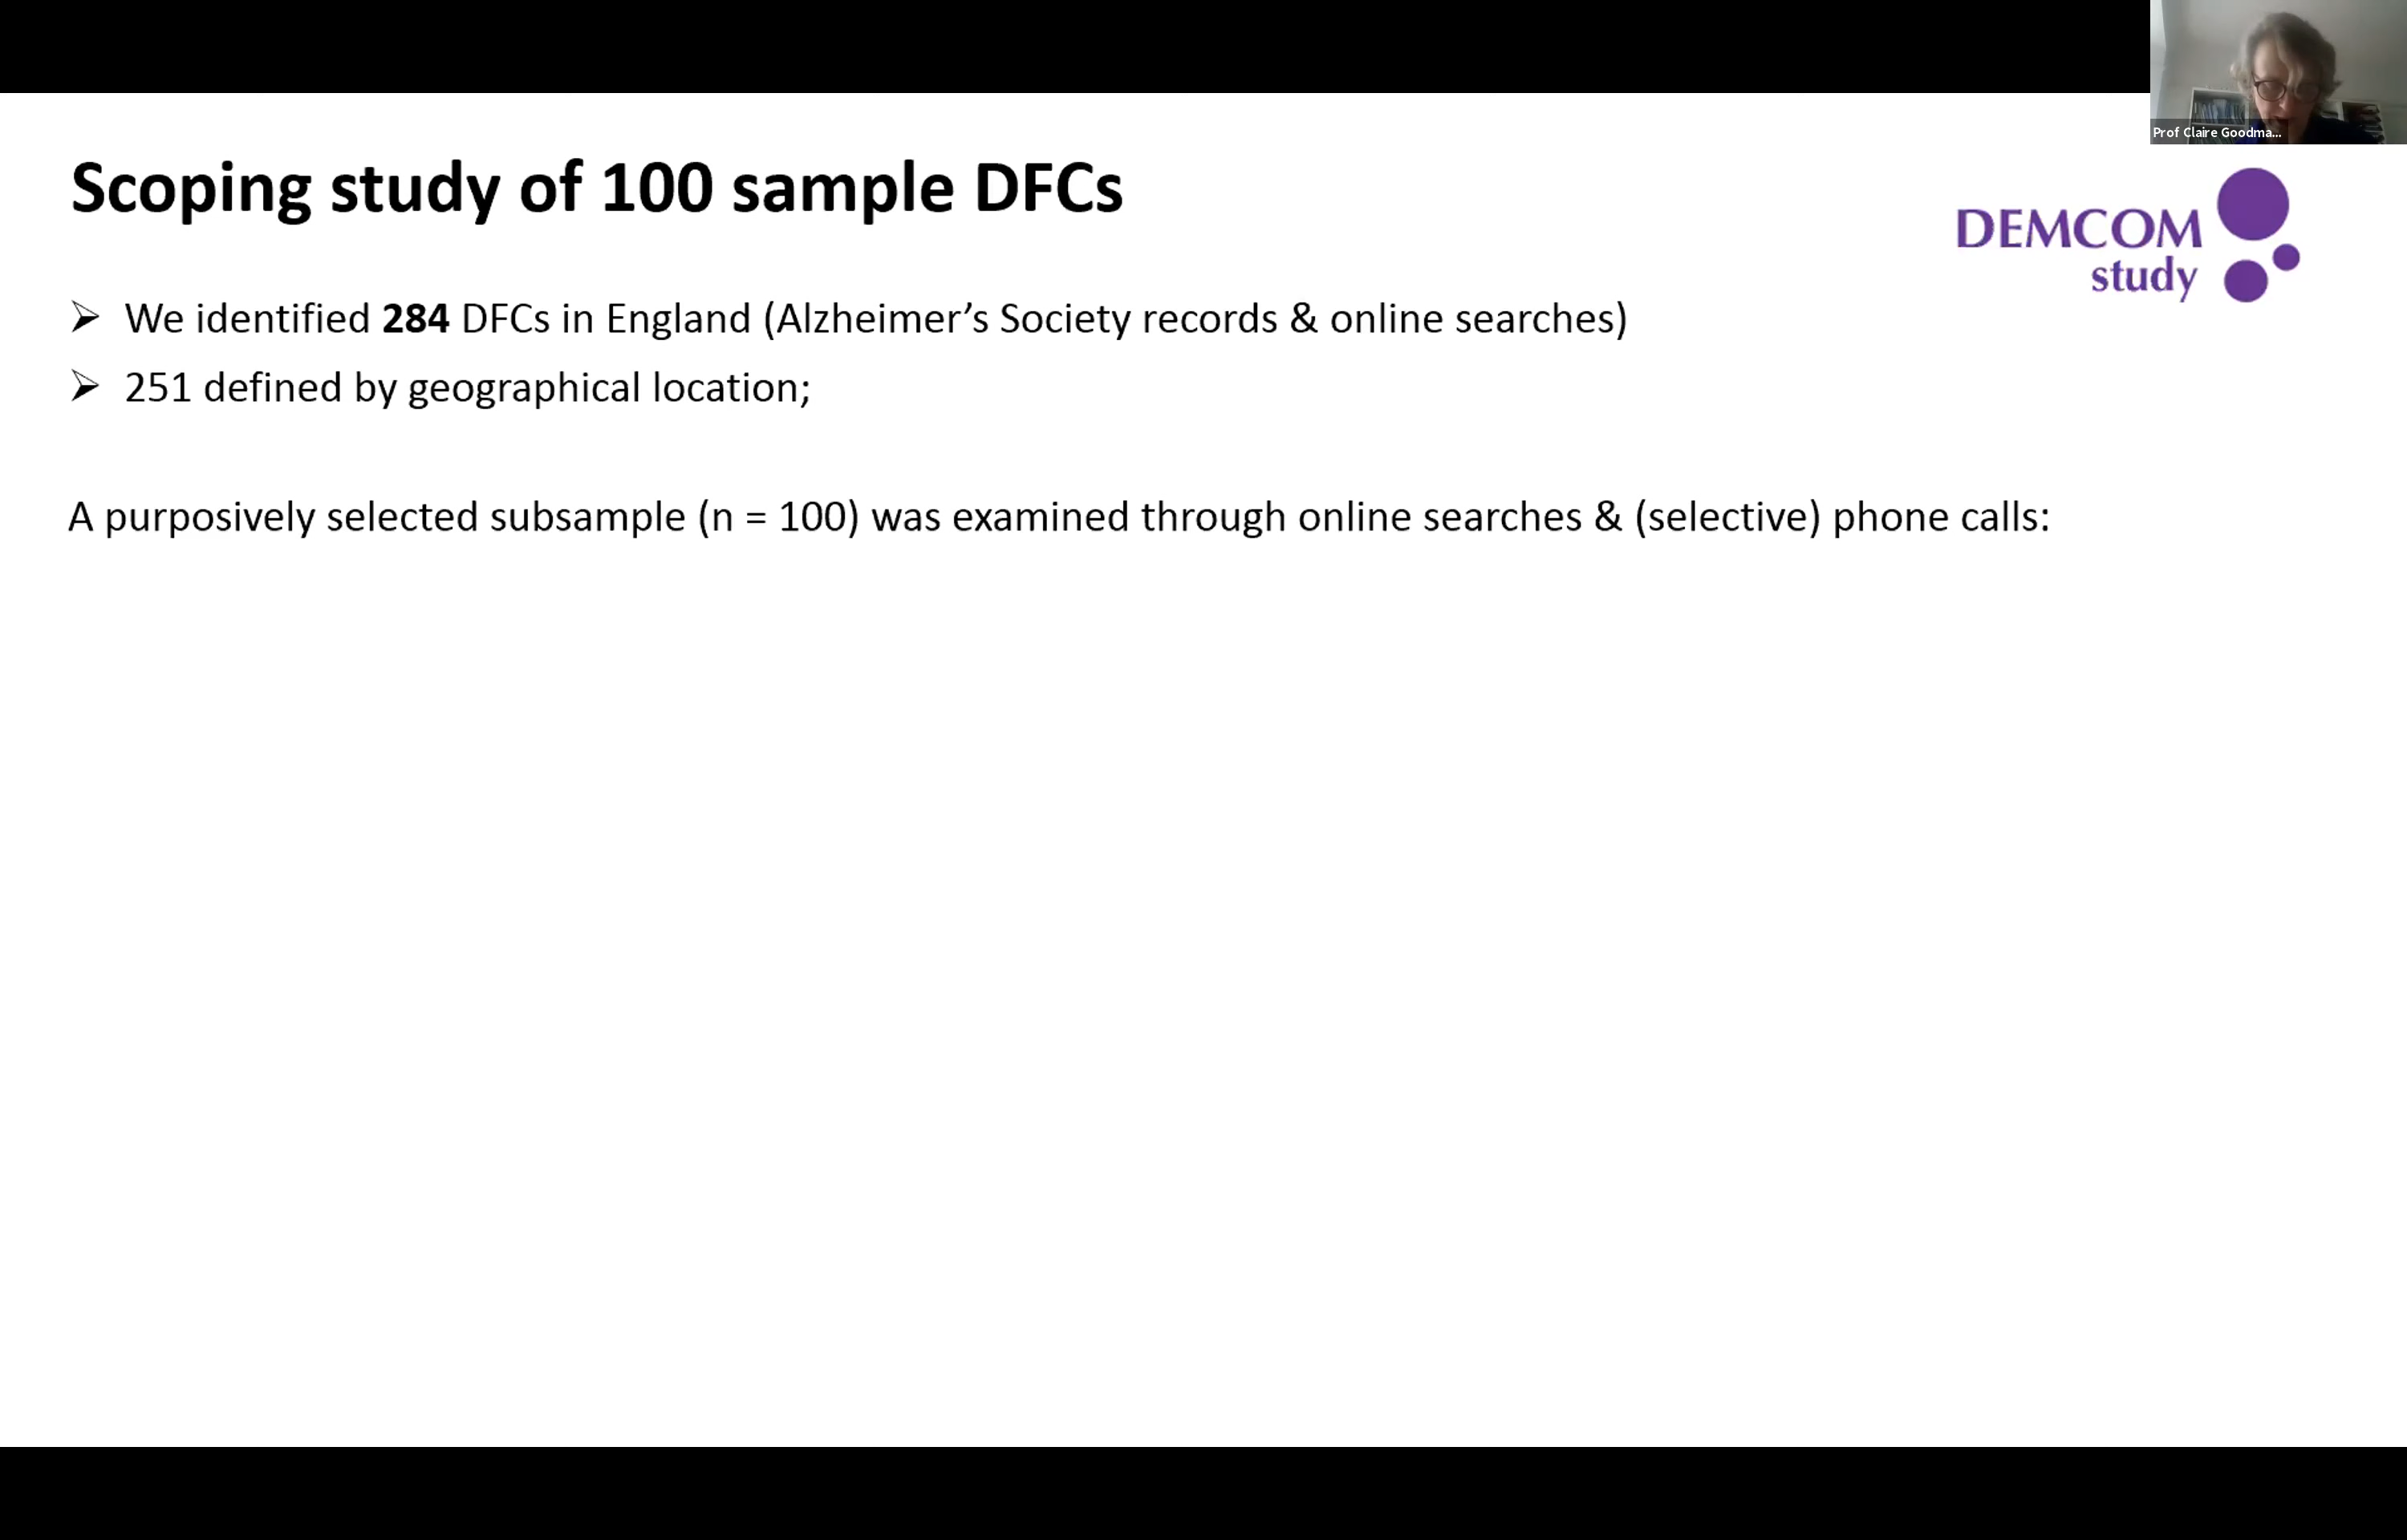 Prof Claire Goodma...
Scoping study of 100 sample DFCs
DEMCOM
study
➢ We identified 284 DFCs in England (Alzheimer’s Society records & online searches)
➢ 251 defined by geographical location;
A purposively selected subsample (n = 100) was examined through online searches & (selective) phone calls: